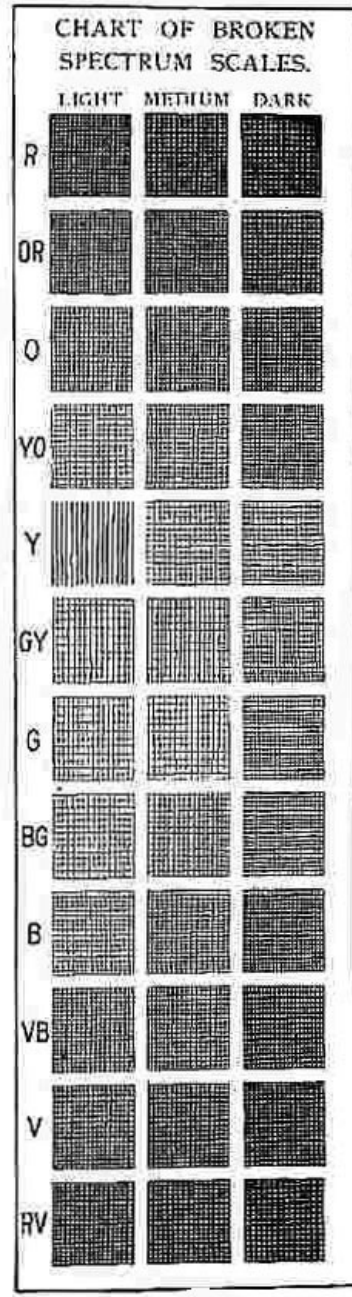 CHART OF BROKEN
SPECTRUM SCALES.
LIGHT MEDIUM DARK
R
OR
O
YO
Y
GY
G
BG
B
VB
V
RV